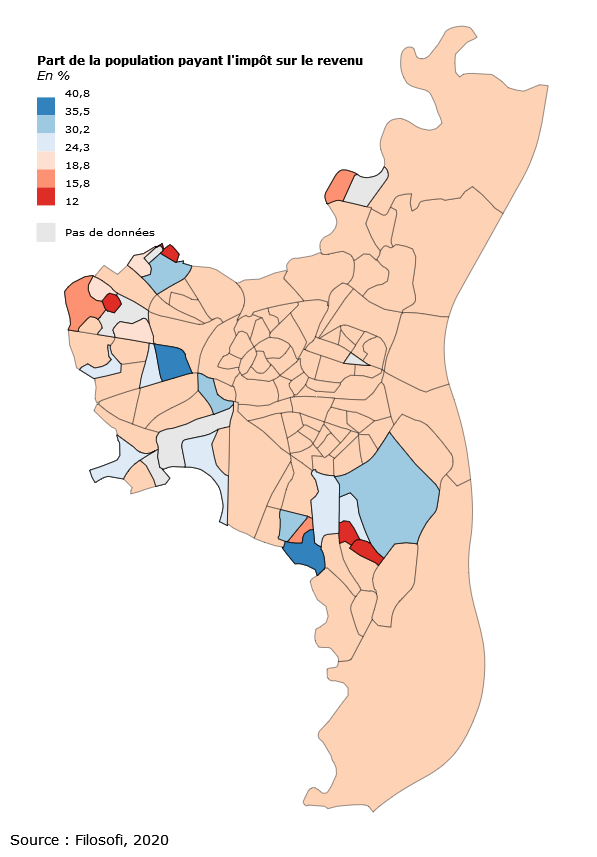 Part de la population payant l'impôt sur le revenu
En %
40,8
35,5
30,2
24,3
18,8
15,8
12
Pas de données
Source : Filosofi, 2020